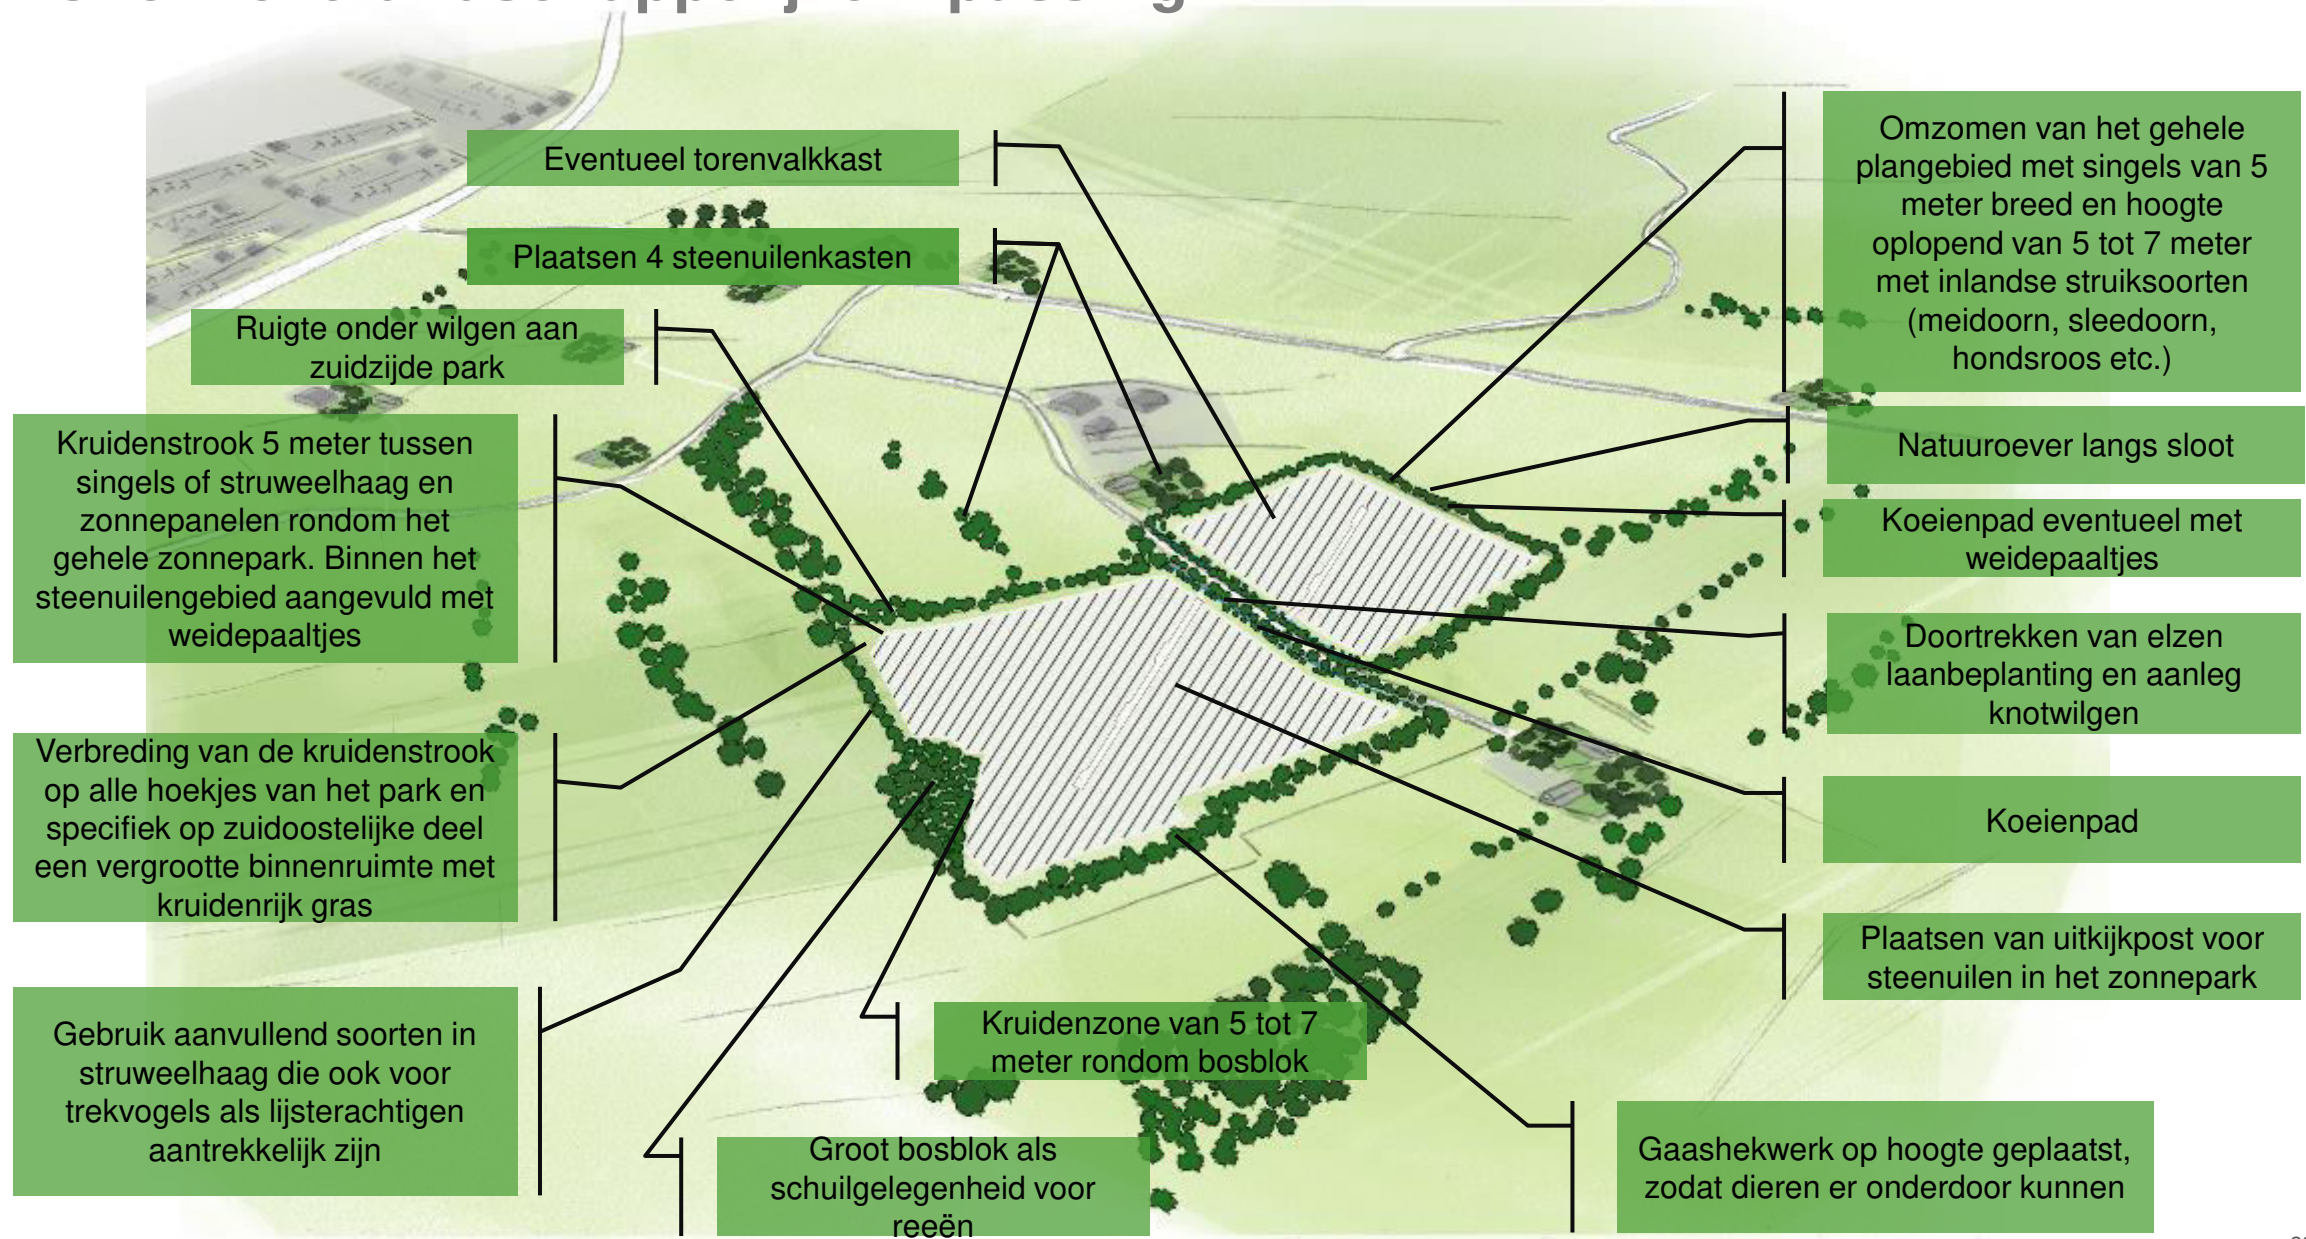 Eventueel torenvalkkast
Plaatsen 4 steenuilenkasten
Ruigte onder wilgen aan
zuidzijde park
Kruidenstrook 5 meter tussen
singels of struweelhaag en
zonnepanelen rondom het
gehele zonnepark. Binnen het
steenuilengebied aangevuld met
weidepaaltjes
Verbreding van de kruidenstrook
op alle hoekjes van het park en
specifiek op zuidoostelijke deel
een vergrootte binnenruimte met
kruidenrijk gras
Gebruik aanvullend soorten in
struweelhaag die ook voor
trekvogels als lijsterachtigen
aantrekkelijk zijn
Kruidenzone van 5 tot 7
meter rondom bosblok
Groot bosblok als
schuilgelegenheid voor
reeën
Omzomen van het gehele
plangebied met singels van 5
meter breed en hoogte
oplopend van 5 tot 7 meter
met inlandse struiksoorten
(meidoorn, sleedoorn,
hondsroos etc.)
Natuuroever langs sloot
Koeienpad eventueel met
weidepaaltjes
Doortrekken van elzen
laanbeplanting en aanleg
knotwilgen
Koeienpad
Plaatsen van uitkijkpost voor
steenuilen in het zonnepark
Gaashekwerk op hoogte geplaatst,
zodat dieren er onderdoor kunnen